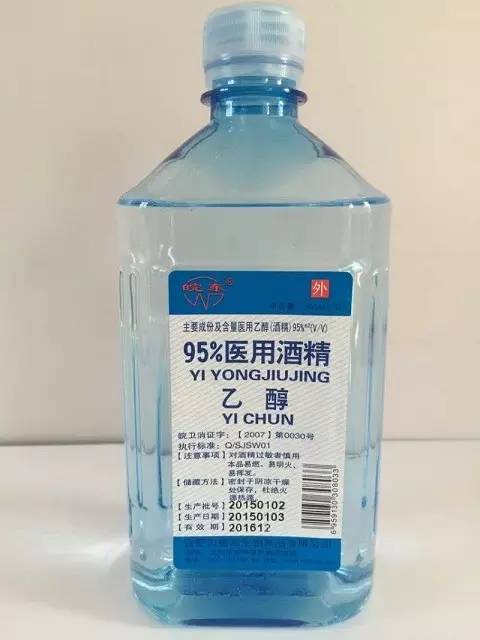 皖东®
外
主要成份及含量医用乙醇(酒精)95%⁺²(V/V)
95%医用酒精
YI YONGJIUJING
乙醇
YI CHUN
皖卫消证字:【2007】第0030号
执行标准:Q/SJSW01
【注意事项】对酒精过敏者慎用
本品易燃、易明火、
易挥发。
【储藏方法】密封子阴凉干燥
处保存,杜绝火
源热源。
【生产批号】20150102
【生产日期】20150103
【有效期】201612
6959130308033